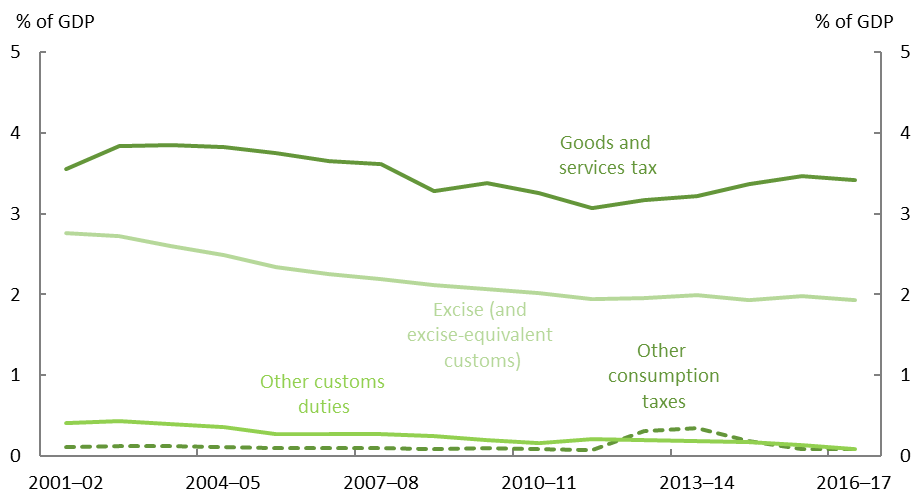 % of GDP
% of GDP
5
5
4
4
Goods and
services tax
3
3
2
2
Excise (and
excise-equivalent
customs)
Other
consumption
taxes
1
1
Other customs
duties
0
0
2001–02
2004–05
2007–08
2010–11
2013–14
2016–17